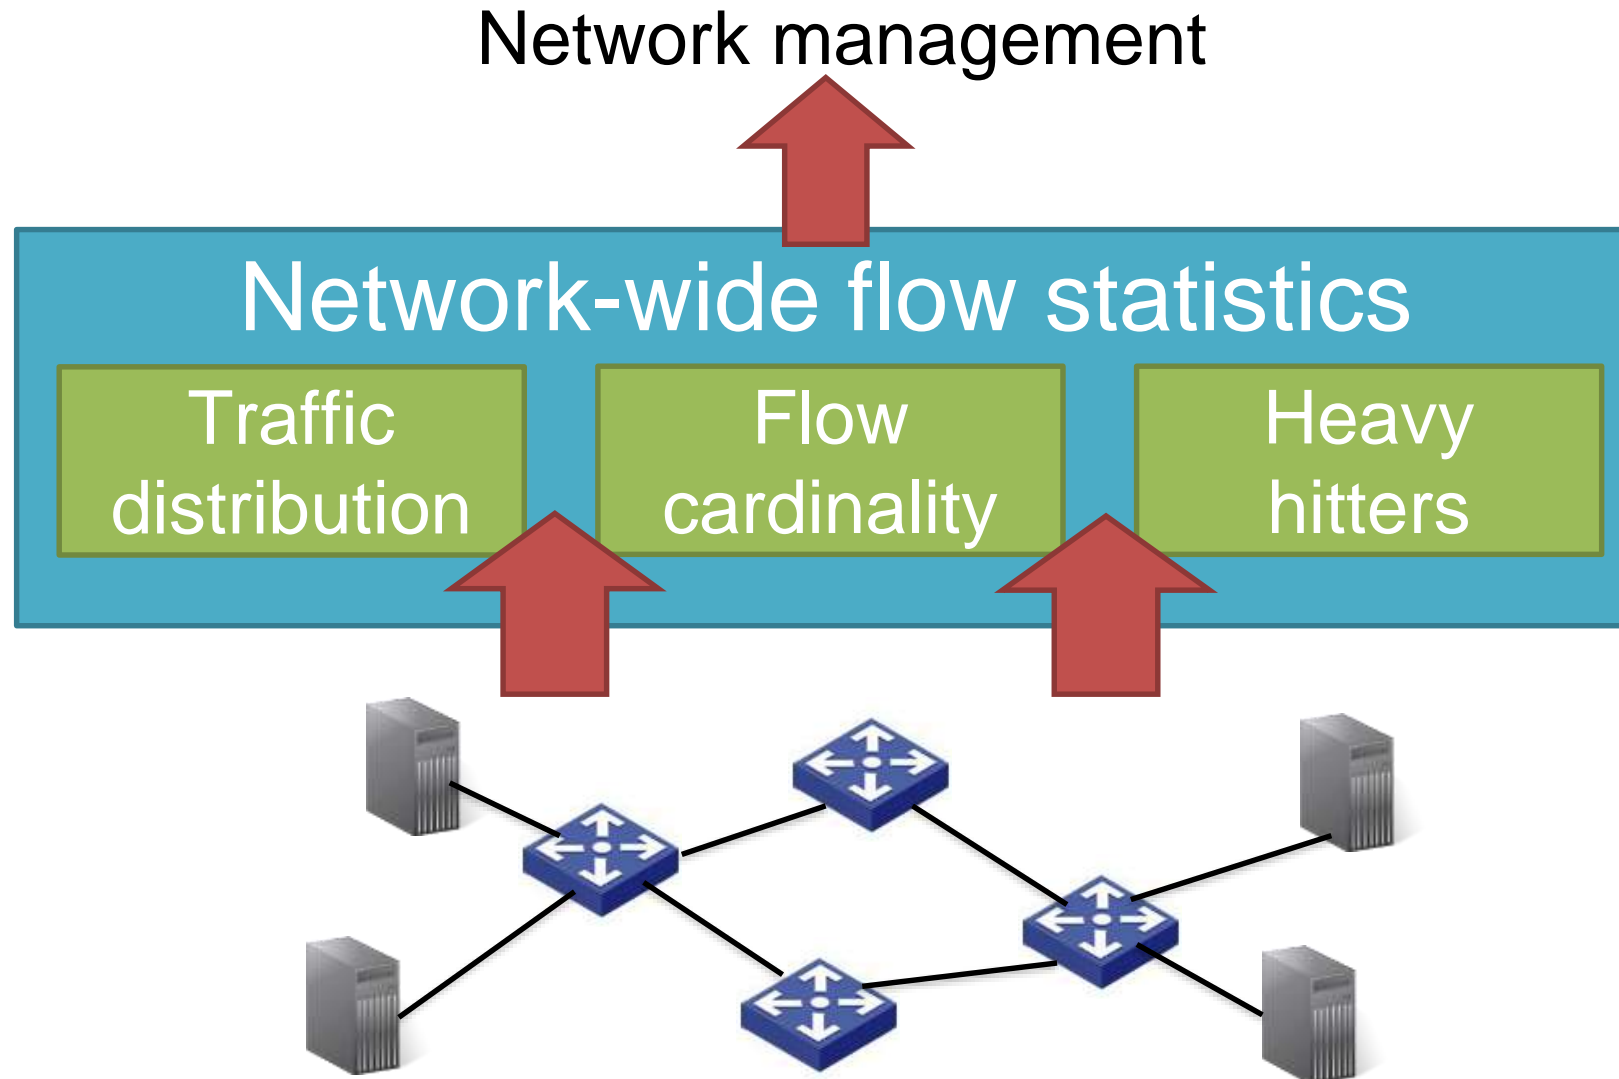 Network management
Network-wide flow statistics
Traffic
distribution
Flow
cardinality
Heavy
hitters